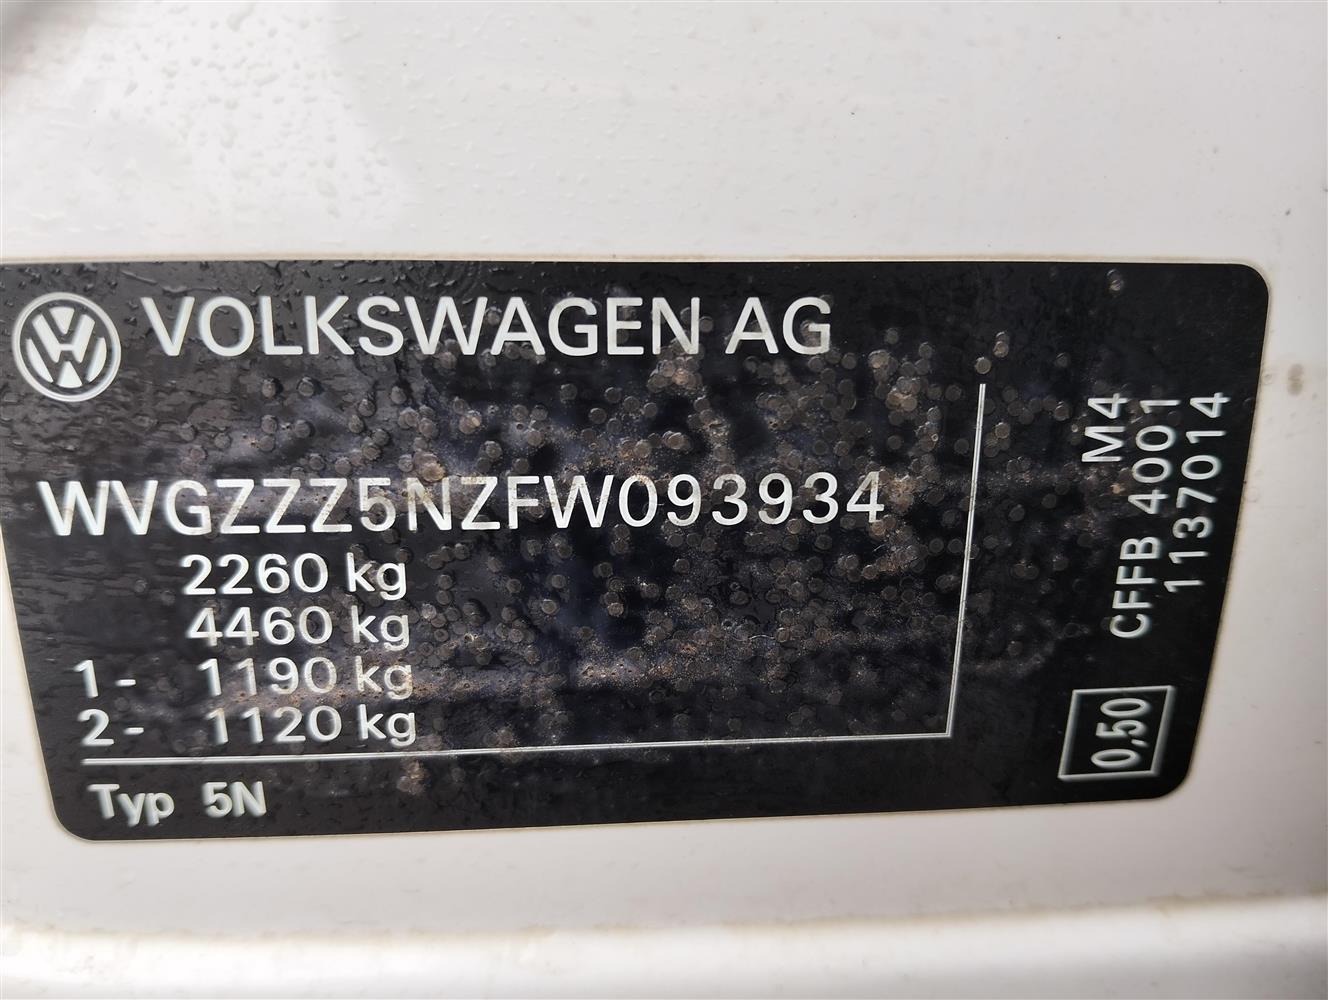 VOLKSWAGEN AG
WVGZZZ5NZFW093934
2260 kg
4460 kg
1- 1190 kg
2- 1120 kg
Typ 5N
M4
CFFB 4001
1137014
0,50